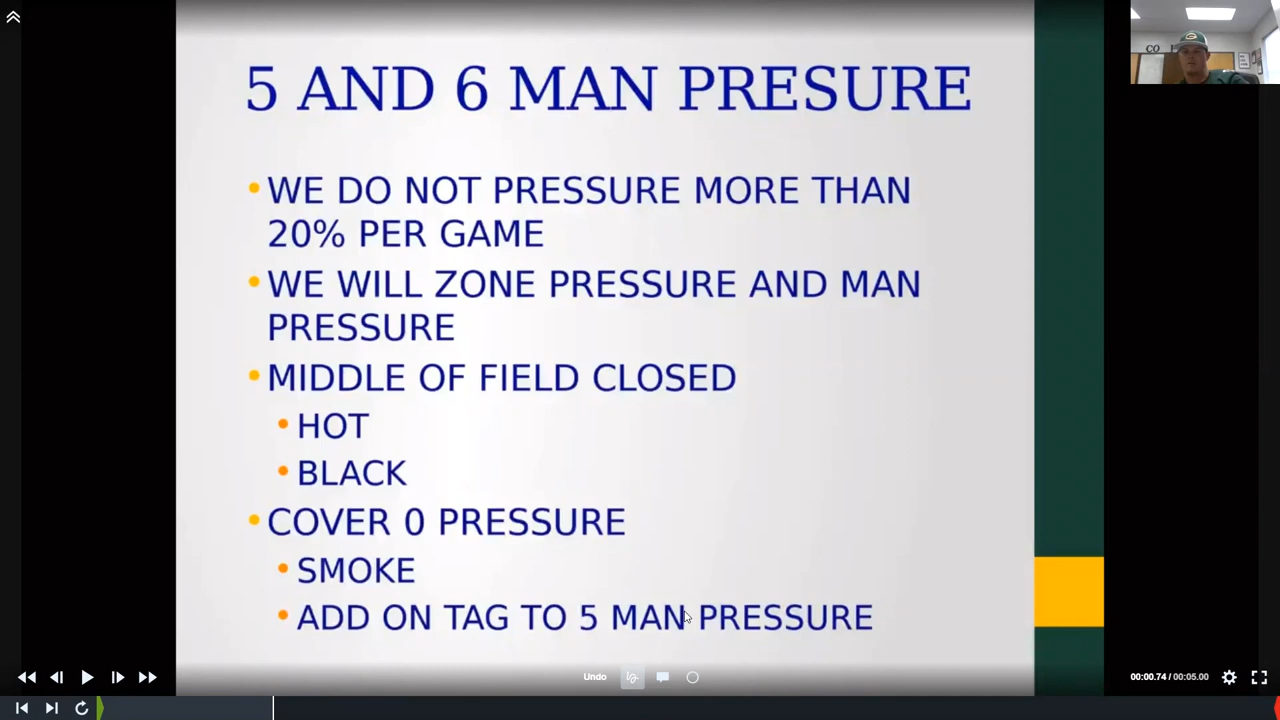 5 AND 6 MAN PRESURE
WE DO NOT PRESSURE MORE THAN
20% PER GAME
WE WILL ZONE PRESSURE AND MAN
PRESSURE
MIDDLE OF FIELD CLOSED
HOT
BLACK
COVER 0 PRESSURE
SMOKE
ADD ON TAG TO 5 MAN PRESSURE
Undo
00:00.74 / 00:05.00
CO
G